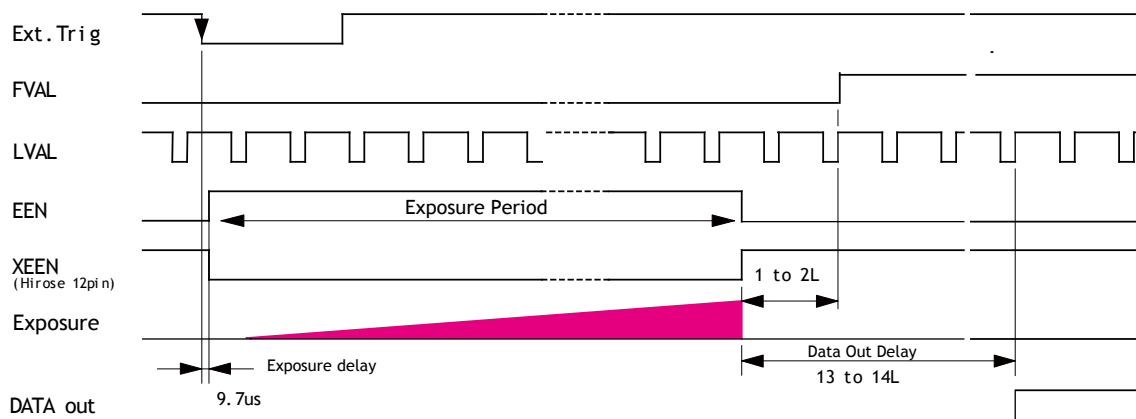 Ext.Trig
FVAL
LVAL
EEN
Exposure Period
XEEN
(Hirose 12pin)
1 to 2L
Exposure
Exposure delay
Data Out Delay
13 to 14L
9.7us
DATA out